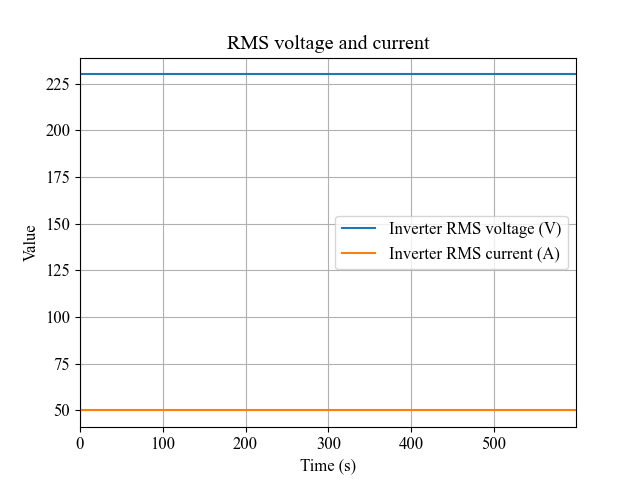 RMS voltage and current
225
200
175
150
125
100
75
50
Value
Inverter RMS voltage (V)
Inverter RMS current (A)
0 100 200 300 400 500
Time (s)